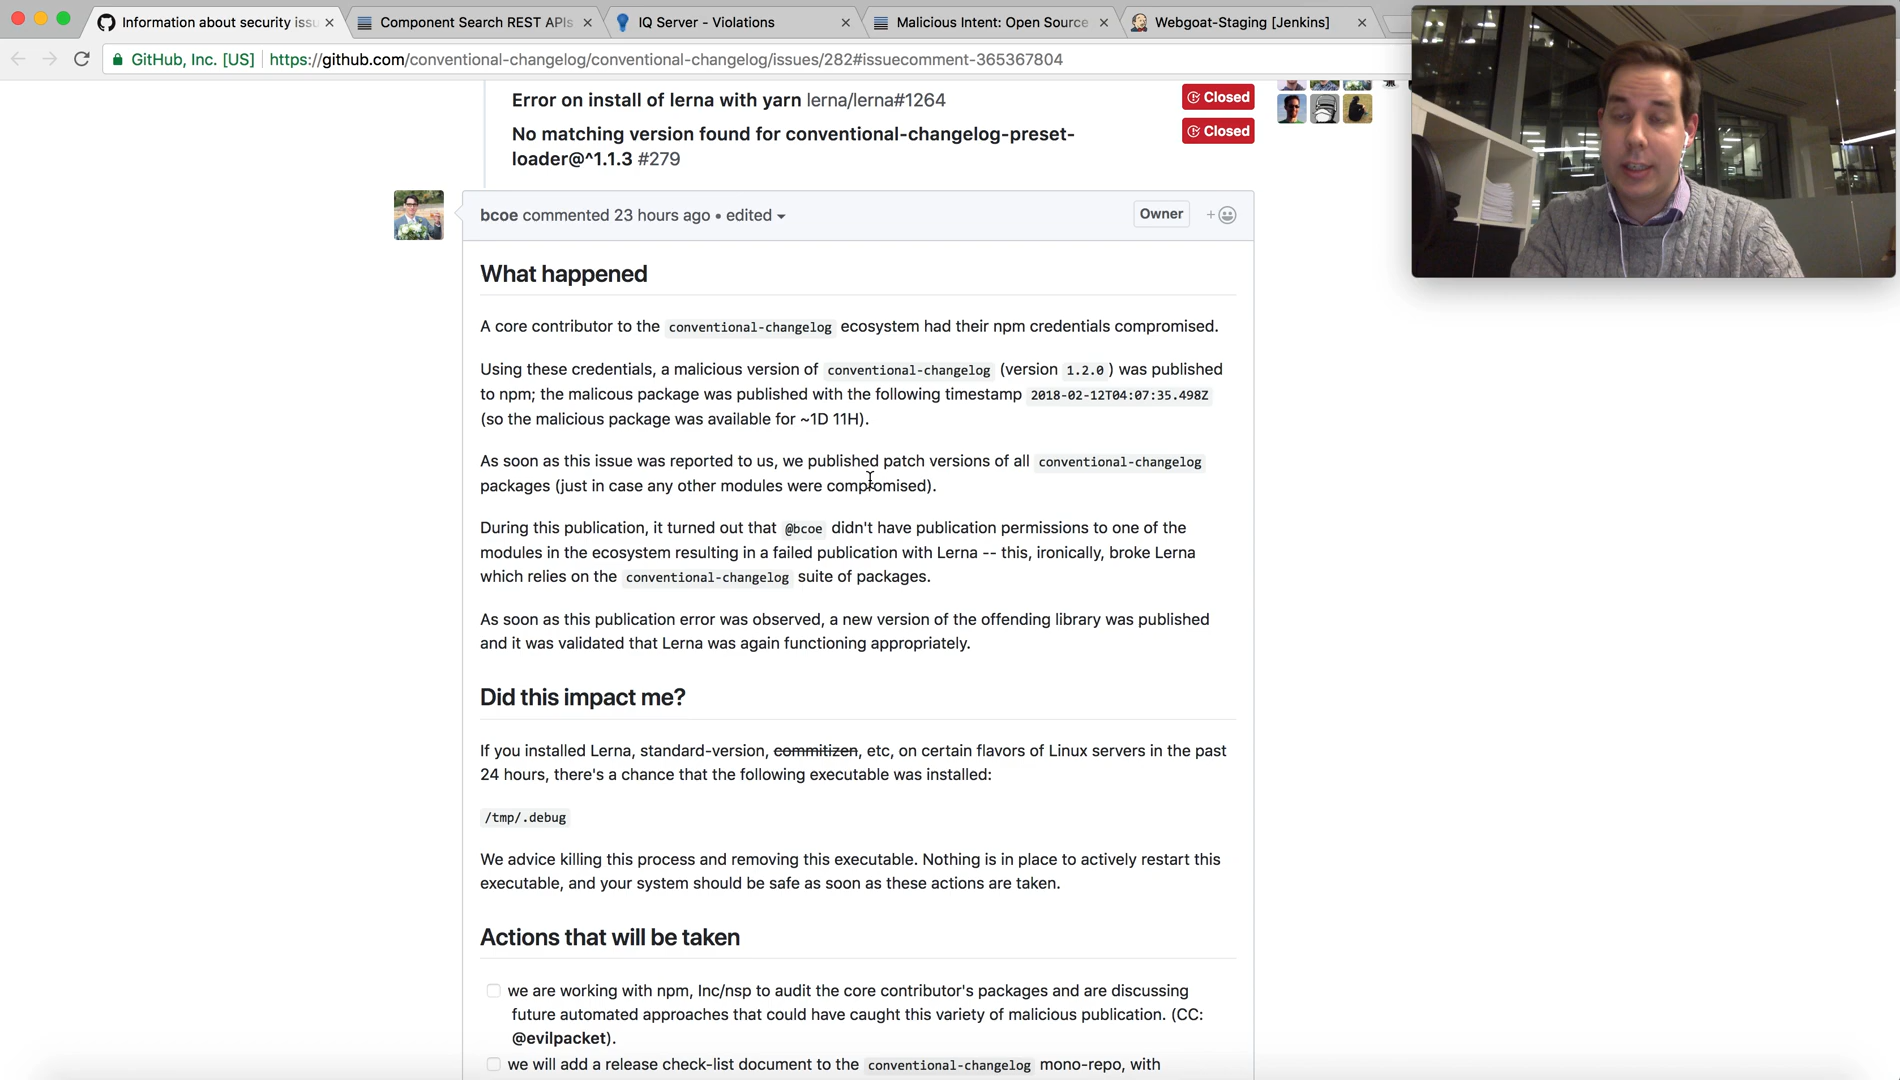 Information about security issu
Component Search REST APIs
IQ Server - Violations
Malicious Intent: Open Source
Webgoat-Staging [Jenkins]
GitHub, Inc. [US] https://github.com/conventional-changelog/conventional-changelog/issues/282#issuecomment-365367804
Error on install of lerna with yarn lerna/lerna#1264
Closed
No matching version found for conventional-changelog-preset-
loader@^1.1.3 #279
Closed
bcoe commented 23 hours ago • edited
Owner
What happened
A core contributor to the conventional-changelog ecosystem had their npm credentials compromised.
Using these credentials, a malicious version of conventional-changelog (version 1.2.0 ) was published
to npm; the malicous package was published with the following timestamp 2018-02-12T04:07:35.498Z
(so the malicious package was available for ~1D 11H).
As soon as this issue was reported to us, we published patch versions of all conventional-changelog
packages (just in case any other modules were compromised).
During this publication, it turned out that @bcoe didn't have publication permissions to one of the
modules in the ecosystem resulting in a failed publication with Lerna -- this, ironically, broke Lerna
which relies on the conventional-changelog suite of packages.
As soon as this publication error was observed, a new version of the offending library was published
and it was validated that Lerna was again functioning appropriately.
Did this impact me?
If you installed Lerna, standard-version, commitizen, etc, on certain flavors of Linux servers in the past
24 hours, there's a chance that the following executable was installed:
/tmp/.debug
We advice killing this process and removing this executable. Nothing is in place to actively restart this
executable, and your system should be safe as soon as these actions are taken.
Actions that will be taken
we are working with npm, Inc/nsp to audit the core contributor's packages and are discussing
future automated approaches that could have caught this variety of malicious publication. (CC:
@evilpacket).
we will add a release check-list document to the conventional-changelog mono-repo, with